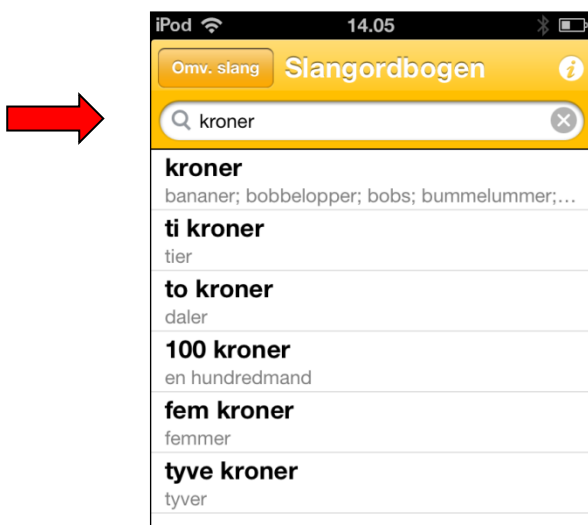 iPod 14.05
Omv. slang Slangordbogen i
kroner
kroner
bananer; bobbelopper; bobs; bummelummer;...
ti kroner
tier
to kroner
daler
100 kroner
en hundredmand
fem kroner
femmer
tyve kroner
tyver